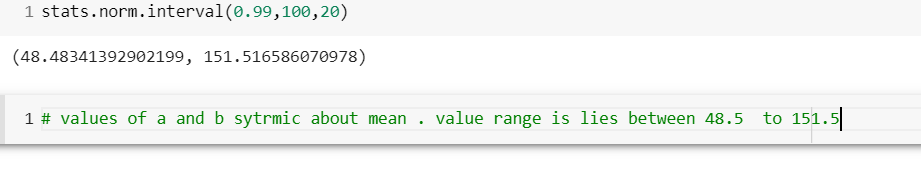 1 stats.norm.interval(0.99,100,20)
(48.48341392902199, 151.516586070978)
1 # values of a and b sytrmic about mean . value range is lies between 48.5  to 151.5